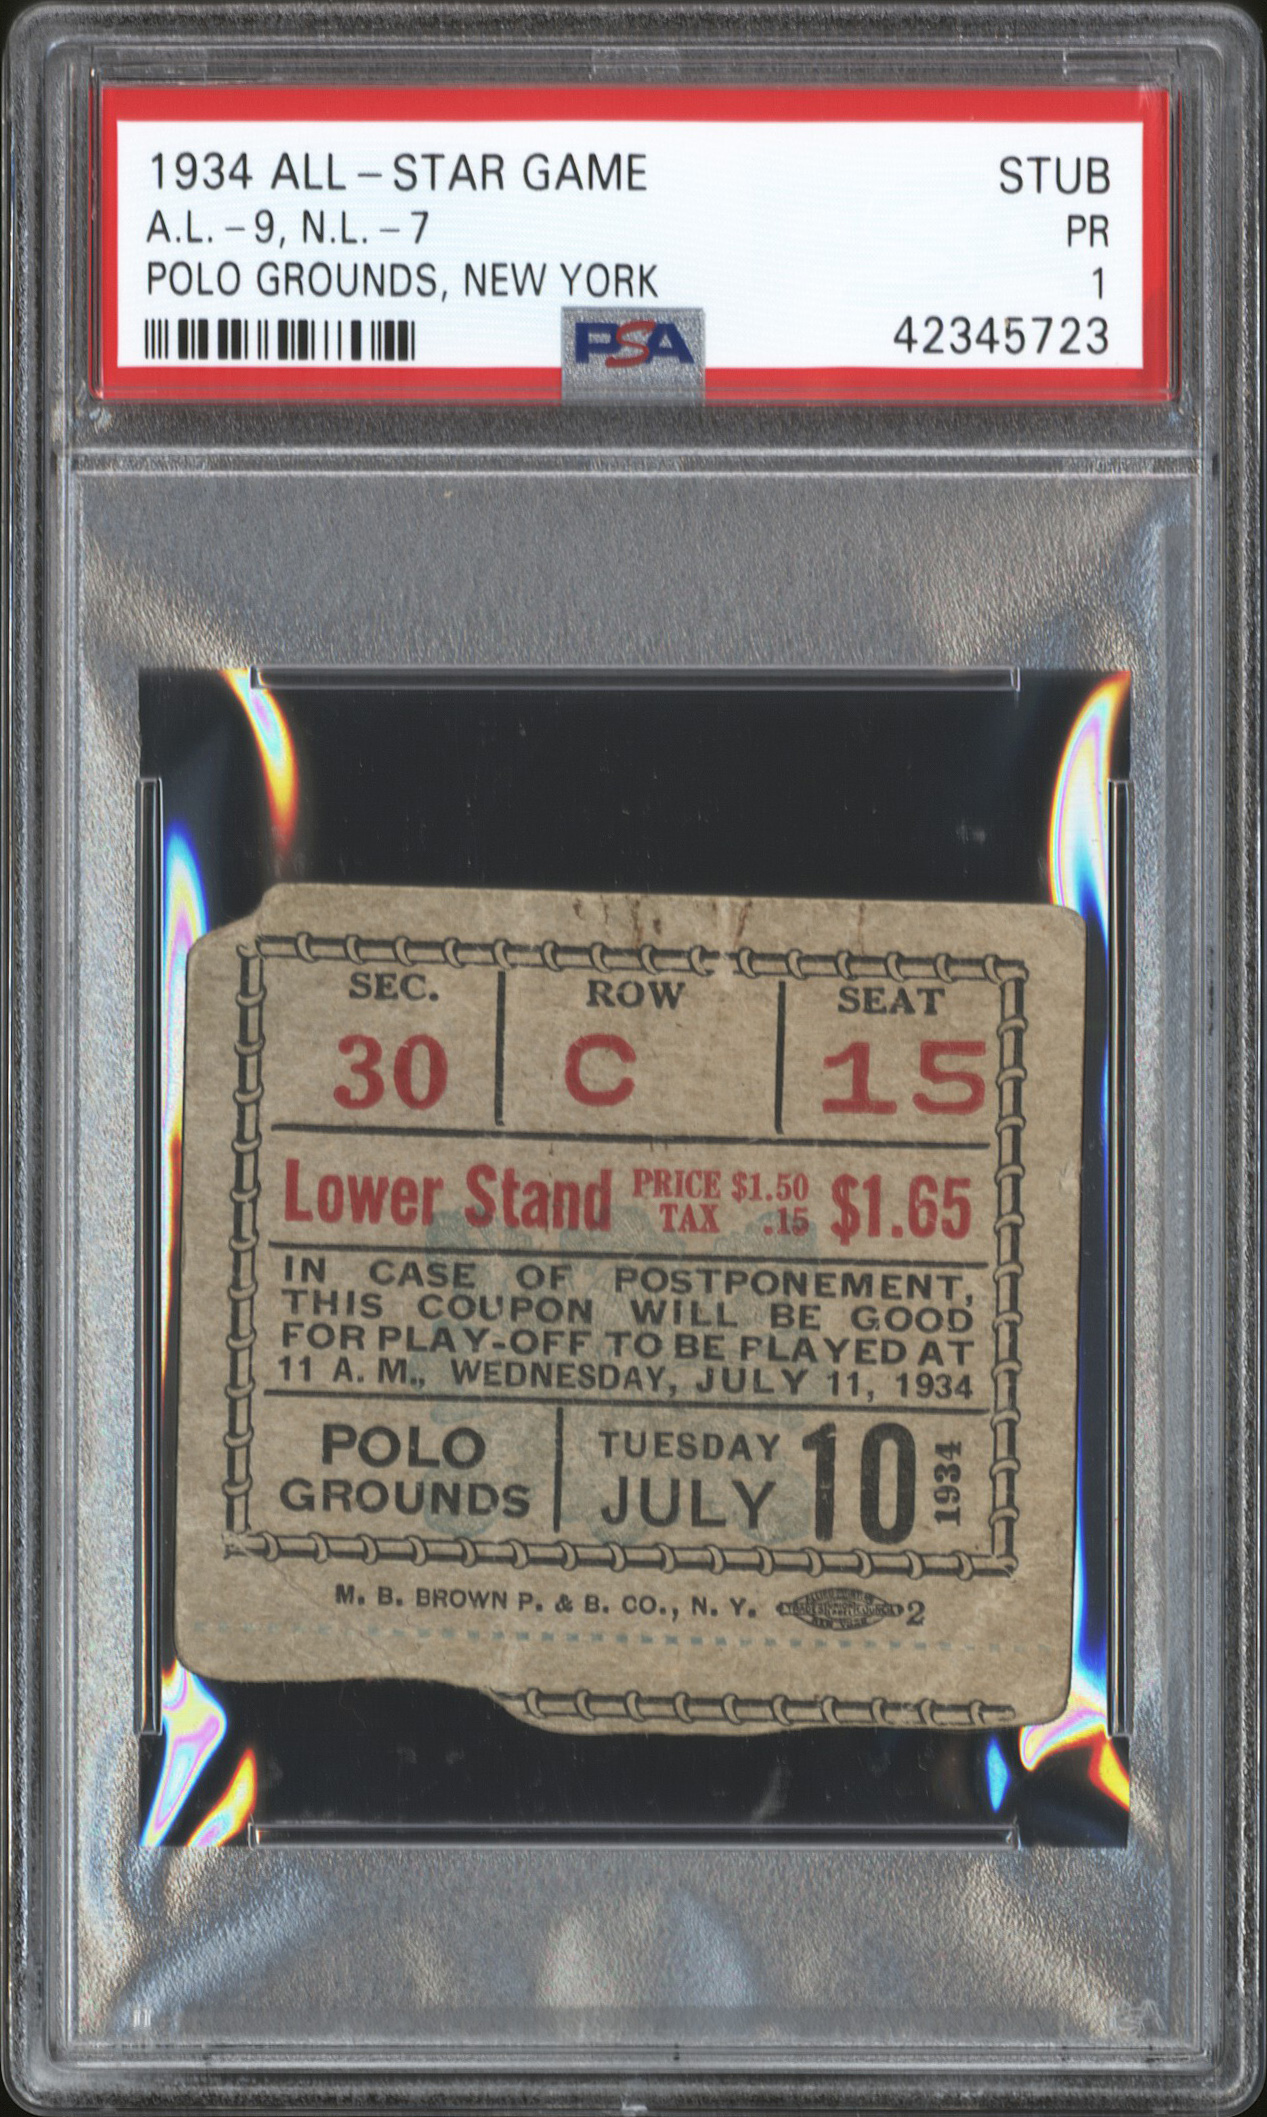 1934 ALL-STAR GAME
STUB
A.L.-9, N.L.-7
PR
POLO GROUNDS, NEW YORK
1
PSA
42345723
SEC.
ROW
SEAT
30
C
15
Lower Stand
PRICE $1.50
TAX .15
$1.65
IN CASE OF POSTPONEMENT,
THIS COUPON WILL BE GOOD
FOR PLAY-OFF TO BE PLAYED AT
11 A. M., WEDNESDAY, JULY 11, 1934
POLO
GROUNDS
TUESDAY
JULY
10
1934
M. B. BROWN P. & B. CO., N. Y.
2